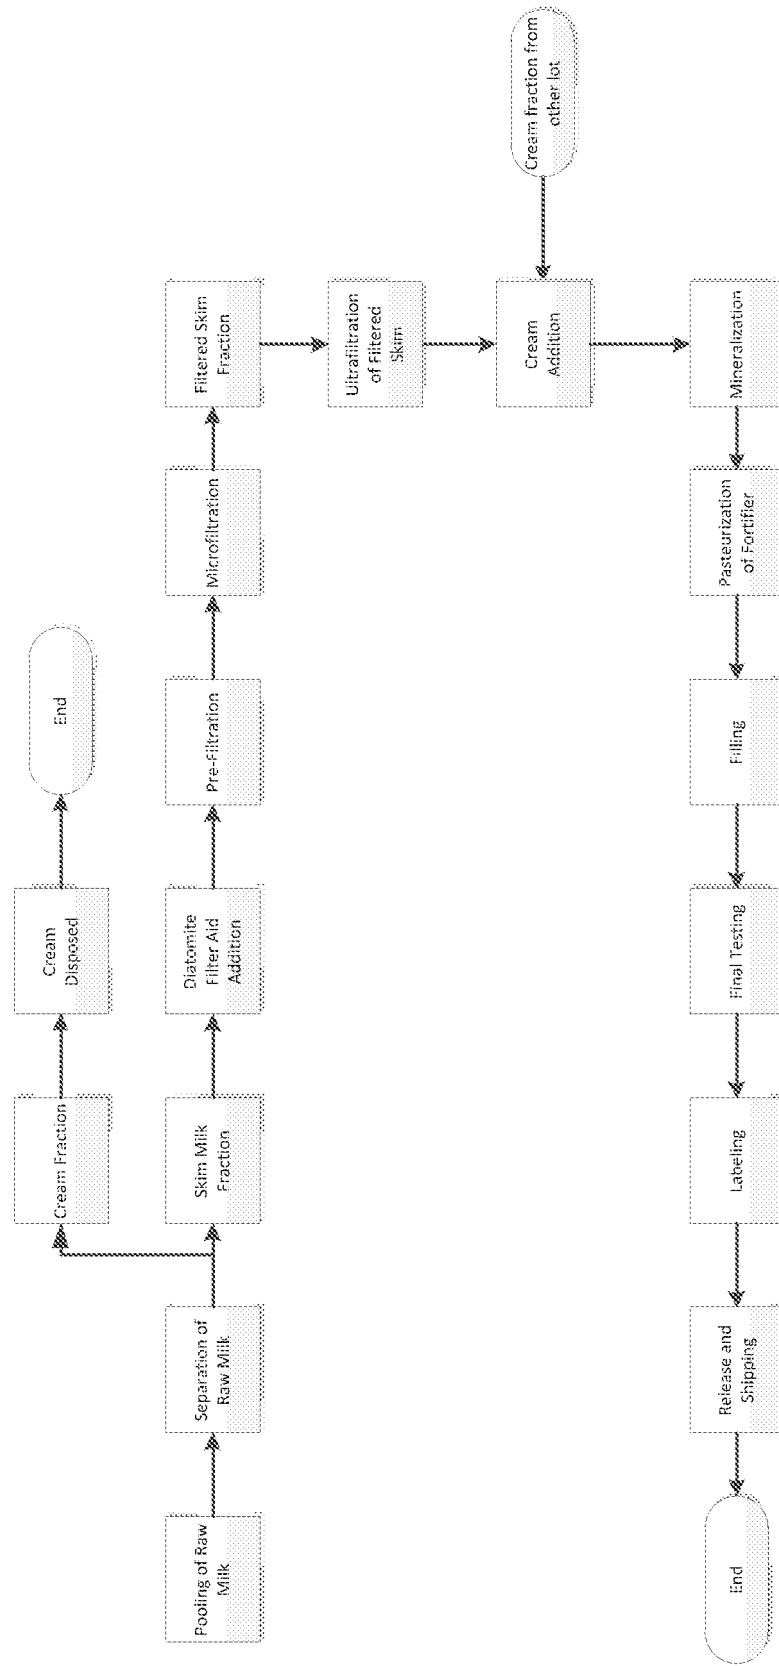 Pooling of Raw
Milk
Separation of
Raw Milk
Cream Fraction
Cream
Disposed
End
Skim Milk
Fraction
Diatomite
Filter Aid
Addition
Pre-Filtration
Microfiltration
Filtered Skim
Fraction
Ultrafiltration
of Filtered
Skim
Cream fraction from
other lot
Cream
Addition
Mineralization
Pasteurization
of Fortifier
Filling
Final Testing
Labeling
Release and
Shipping
End